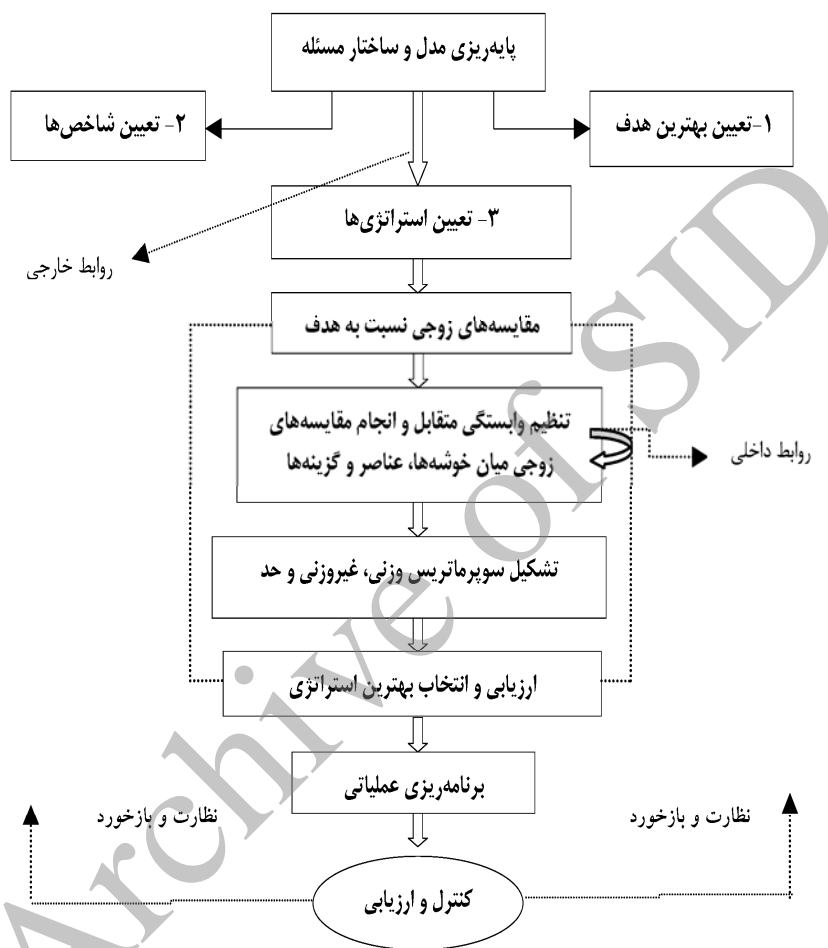 پایه‌ریزی مدل و ساختار مسئله
۱-تعیین بهترین هدف
۲- تعیین شاخص‌ها
۳- تعیین استراتژی‌ها
روابط خارجی
مقایسه‌های زوجی نسبت به هدف
تنظیم وابستگی متقابل و انجام مقایسه‌های
زوجی میان خوشه‌ها، عناصر و گزینه‌ها
روابط داخلی
تشکیل سوپرماتریس وزنی، غیروزنی و حد
ارزیابی و انتخاب بهترین استراتژی
برنامه‌ریزی عملیاتی
نظارت و بازخورد
نظارت و بازخورد
کنترل و ارزیابی
Archive of SID